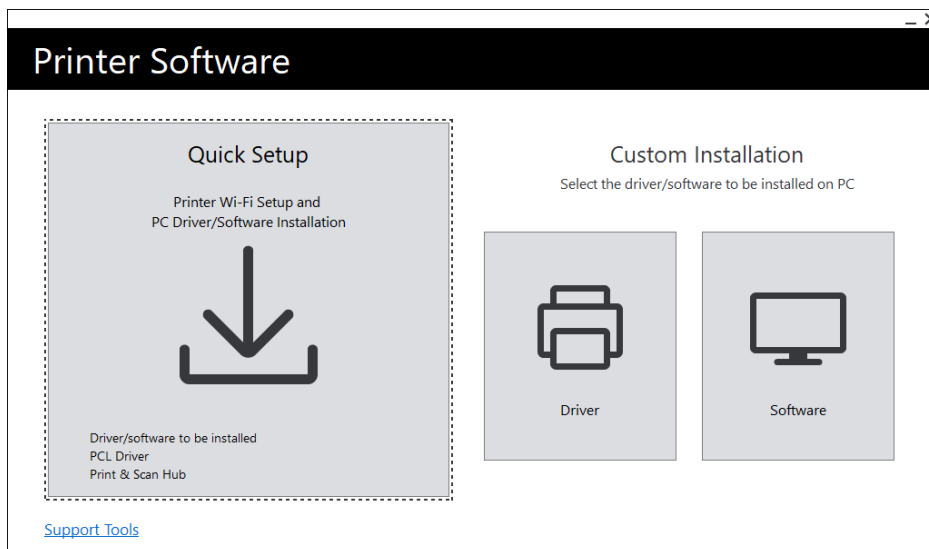 Printer Software
Quick Setup
Printer Wi-Fi Setup and
PC Driver/Software Installation
Driver/software to be installed
PCL Driver
Print & Scan Hub
Custom Installation
Select the driver/software to be installed on PC
Driver
Software
Support Tools